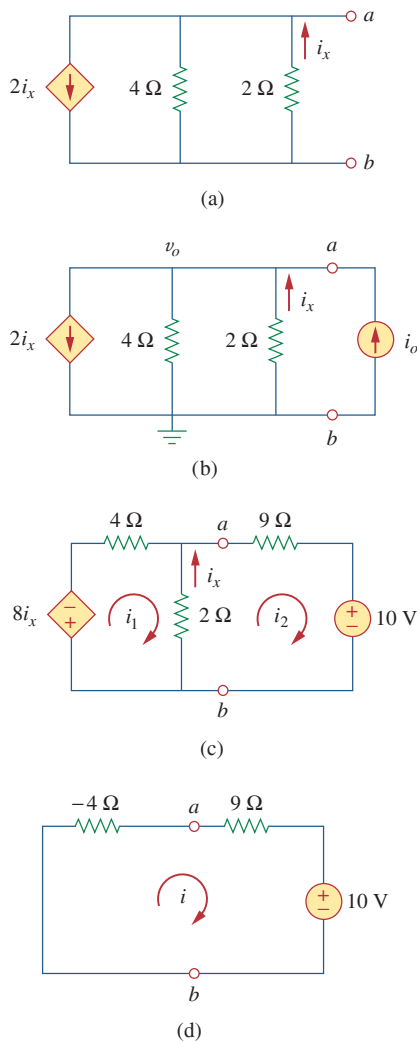 a
i_x
2i_x
4 Ω
2 Ω
b
(a)
v_o
a
i_x
2i_x
4 Ω
2 Ω
i_o
b
(b)
4 Ω
a
9 Ω
i_x
8i_x
−
+
i_1
2 Ω
i_2
+
−
10 V
b
(c)
−4 Ω
a
9 Ω
i
+
−
10 V
b
(d)